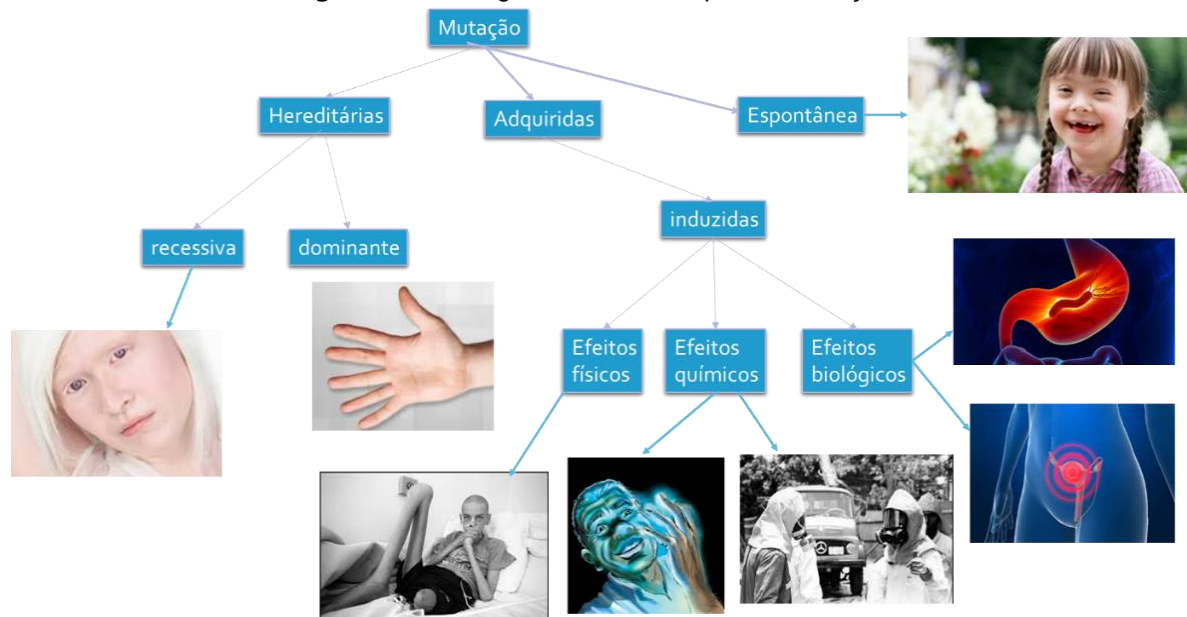 Mutação
Hereditárias
Adquiridas
Espontânea
recessiva
dominante
induzidas
Efeitos
físicos
Efeitos
químicos
Efeitos
biológicos